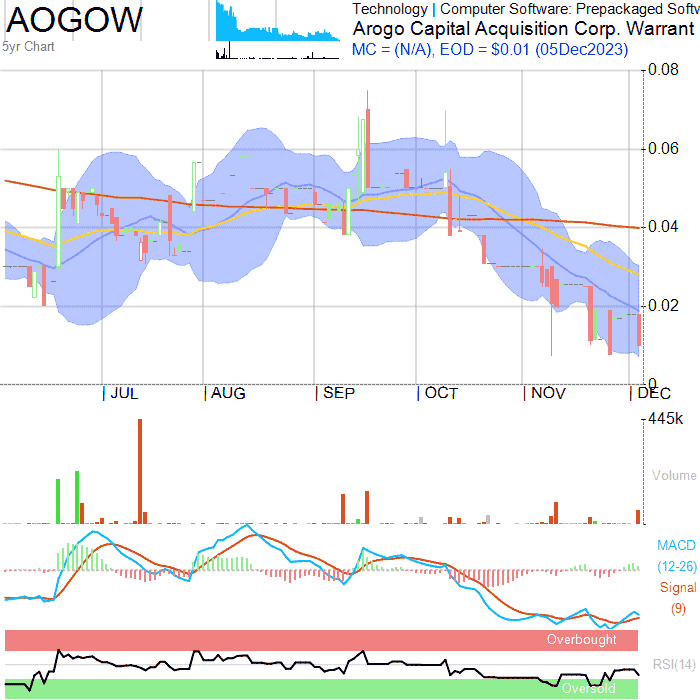 AOGOW
5yr Chart
Technology | Computer Software: Prepackaged Softw
Arogo Capital Acquisition Corp. Warrant
MC = (N/A), EOD = $0.01 (05Dec2023)
0.08
0.06
0.04
0.02
0
JUL AUG SEP OCT NOV DEC
445k
Volume
MACD
(12-26)
Signal
(9)
Overbought
RSI(14)
Oversold